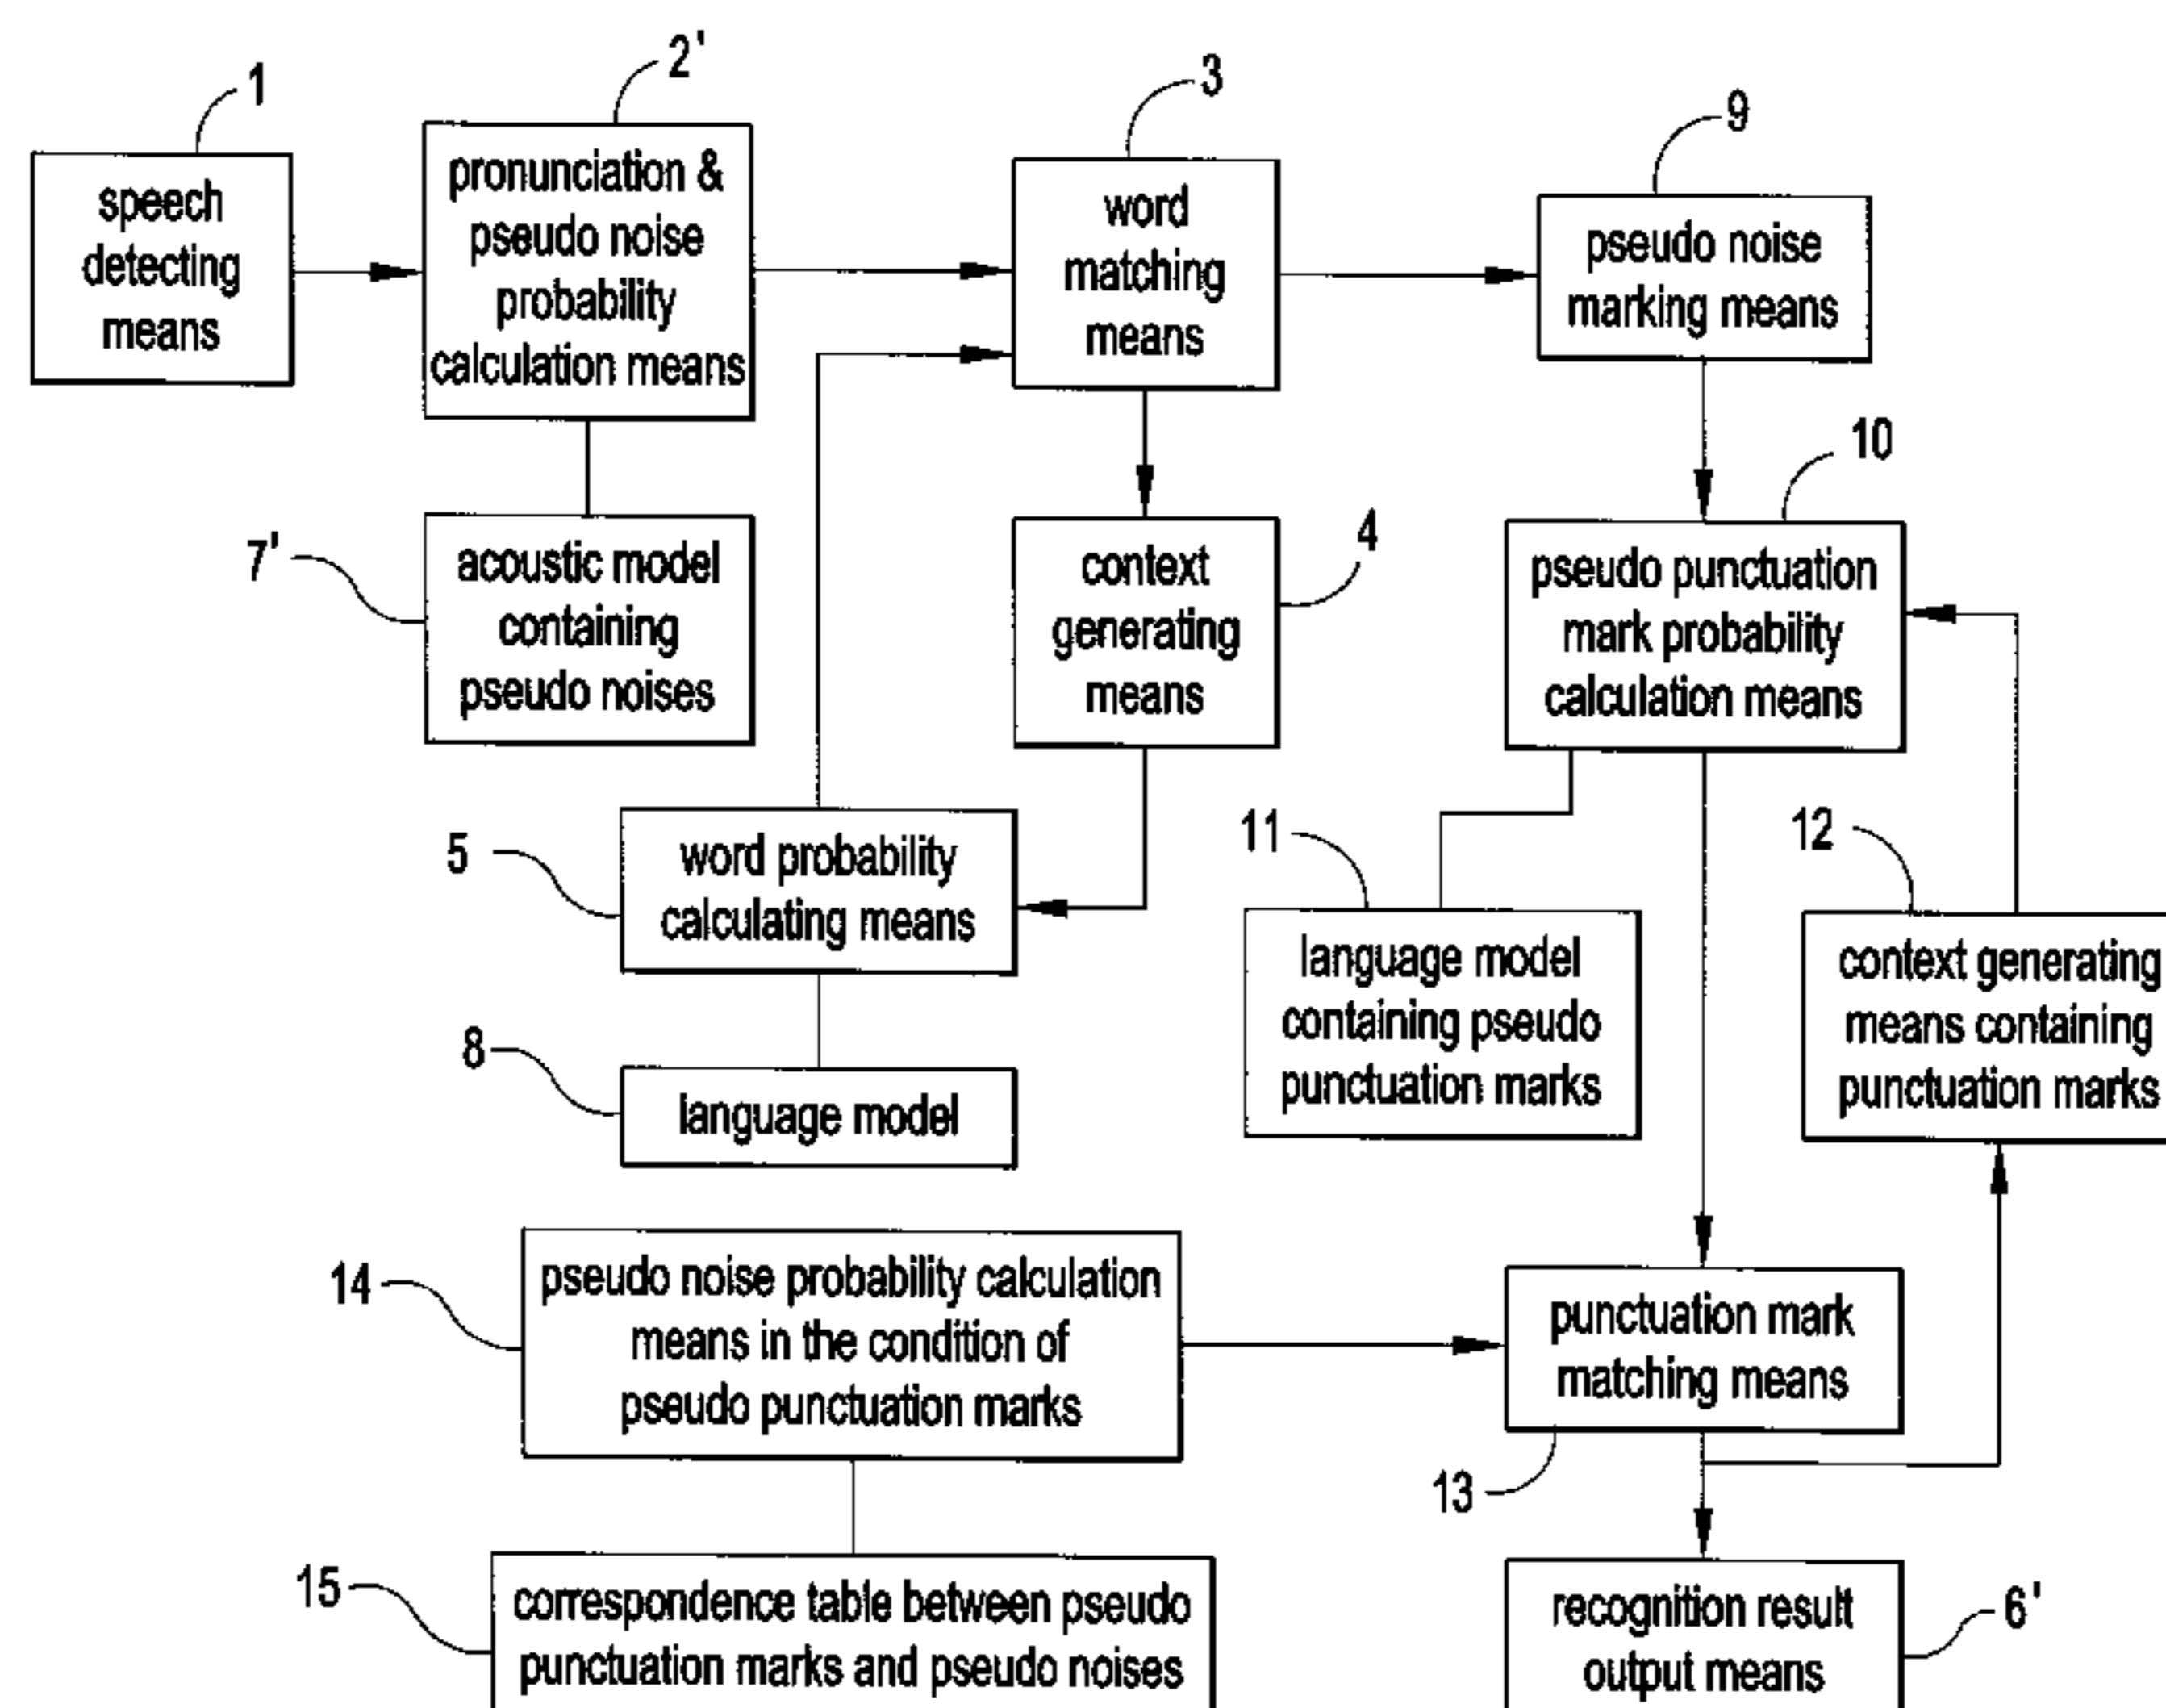 1
speech
detecting
means
2'
pronunciation &
pseudo noise
probability
calculation means
3
word
matching
means
9
pseudo noise
marking means
7'
acoustic model
containing
pseudo noises
4
context
generating
means
10
pseudo punctuation
mark probability
calculation means
5
word probability
calculating means
11
language model
containing pseudo
punctuation marks
12
context generating
means containing
punctuation marks
8
language model
14
pseudo noise probability calculation
means in the condition of
pseudo punctuation marks
punctuation mark
matching means
13
15
correspondence table between pseudo
punctuation marks and pseudo noises
recognition result
output means
6'